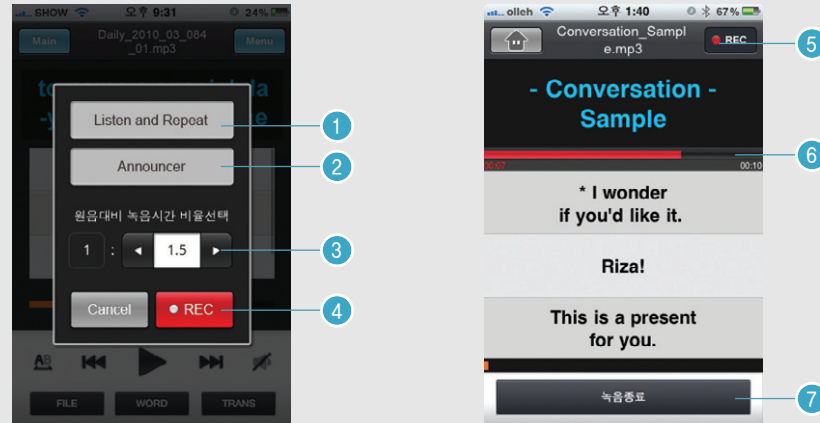 SHOW 오후 9:31 24%
Main Daily_2010_03_084 Menu
_01.mp3
Listen and Repeat
Announcer
원음대비 녹음시간 비율선택
1 : ◄ 1.5 ►
Cancel ● REC
AB
FILE WORD TRANS
1
2
3
4
olleh 오후 1:40 67%
Conversation_Sampl
e.mp3
REC
- Conversation -
Sample
00:07 00:10
* I wonder
if you'd like it.
Riza!
This is a present
for you.
녹음종료
5
6
7